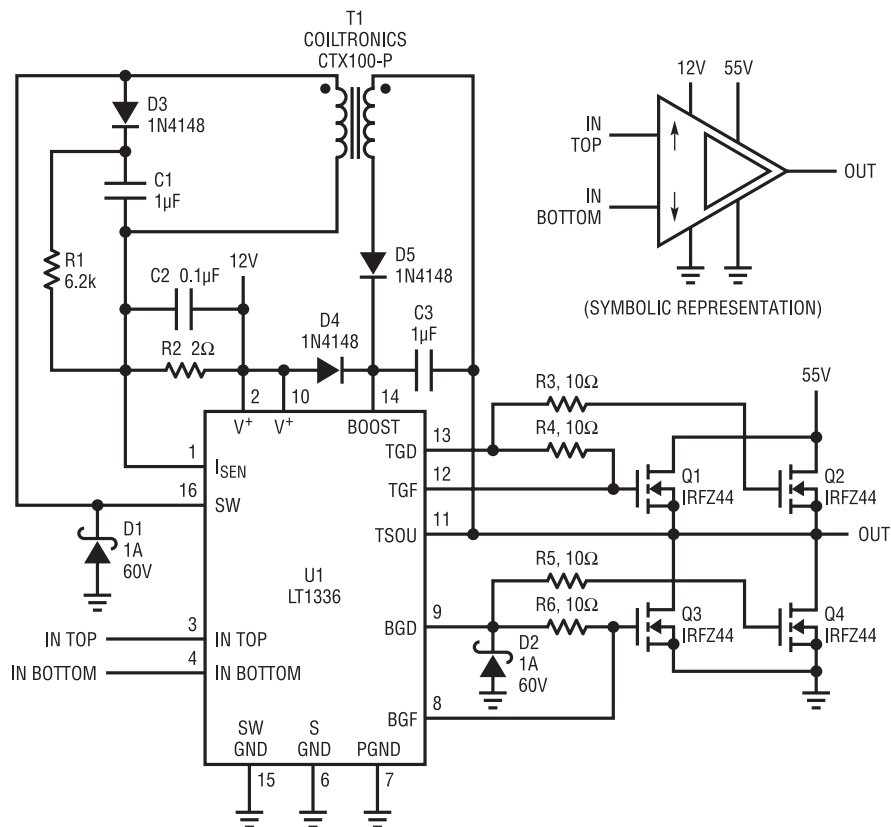 T1
COILTRONICS
CTX100-P
D3
1N4148
C1
1µF
R1
6.2k
C2 0.1µF
12V
R2 2Ω
D4
1N4148
D5
1N4148
C3
1µF
12V 55V
IN
TOP
IN
BOTTOM
OUT
(SYMBOLIC REPRESENTATION)
2
V+
10
V+
14
BOOST
1
ISEN
16
SW
D1
1A
60V
U1
LT1336
3
IN TOP
IN TOP
4
IN BOTTOM
IN BOTTOM
13
TGD
12
TGF
11
TSOU
9
BGD
8
BGF
R3, 10Ω
R4, 10Ω
55V
Q1
IRFZ44
Q2
IRFZ44
OUT
R5, 10Ω
R6, 10Ω
D2
1A
60V
Q3
IRFZ44
Q4
IRFZ44
SW
GND
15
S
GND
6
PGND
7